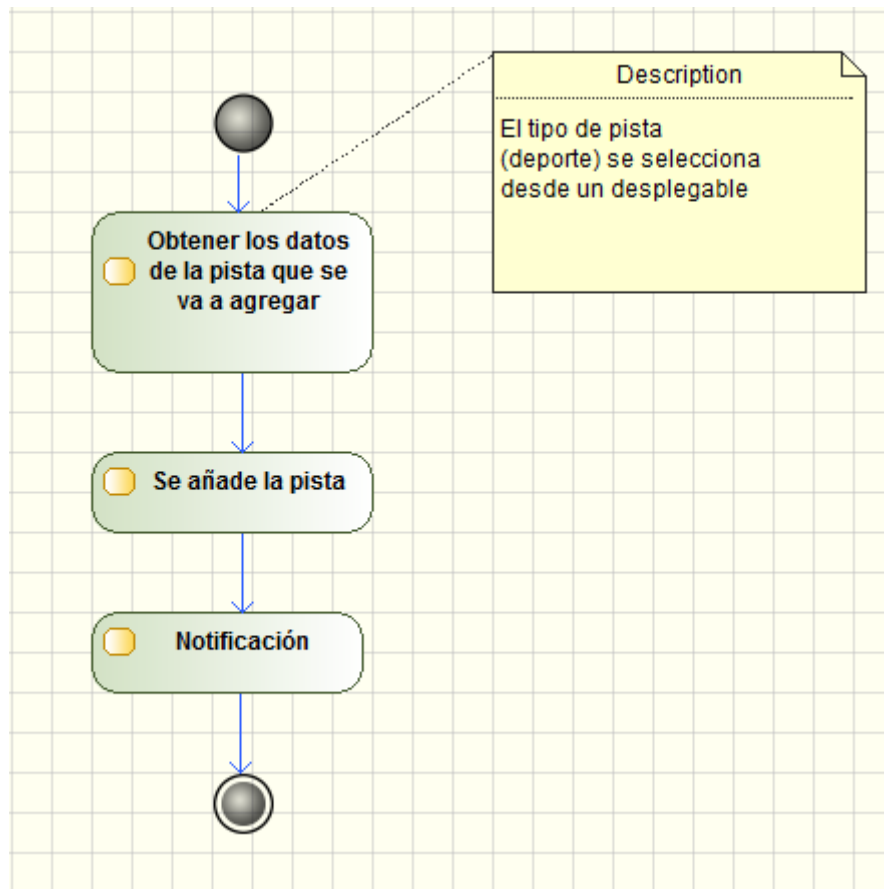 Description
El tipo de pista
(deporte) se selecciona
desde un desplegable
Obtener los datos
de la pista que se
va a agregar
Se añade la pista
Notificación